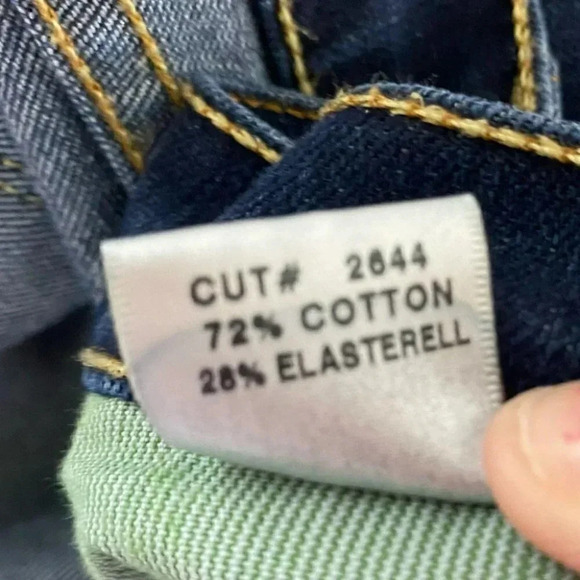 CUT# 2644
72% COTTON
28% ELASTERELL